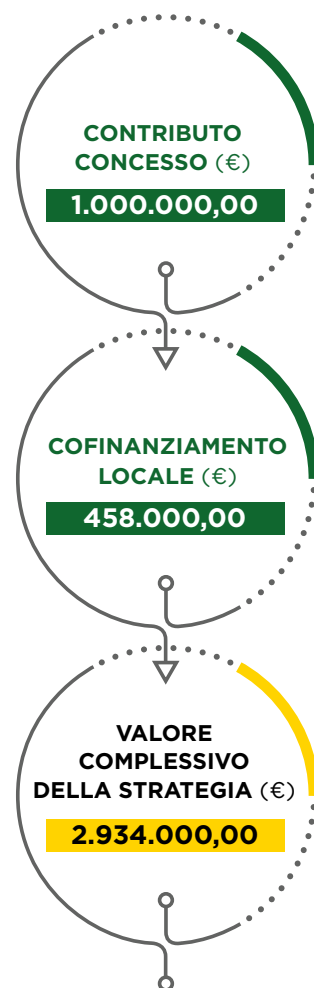 CONTRIBUTO
CONCESSO (€)
1.000.000,00
COFINANZIAMENTO
LOCALE (€)
458.000,00
VALORE
COMPLESSIVO
DELLA STRATEGIA (€)
2.934.000,00